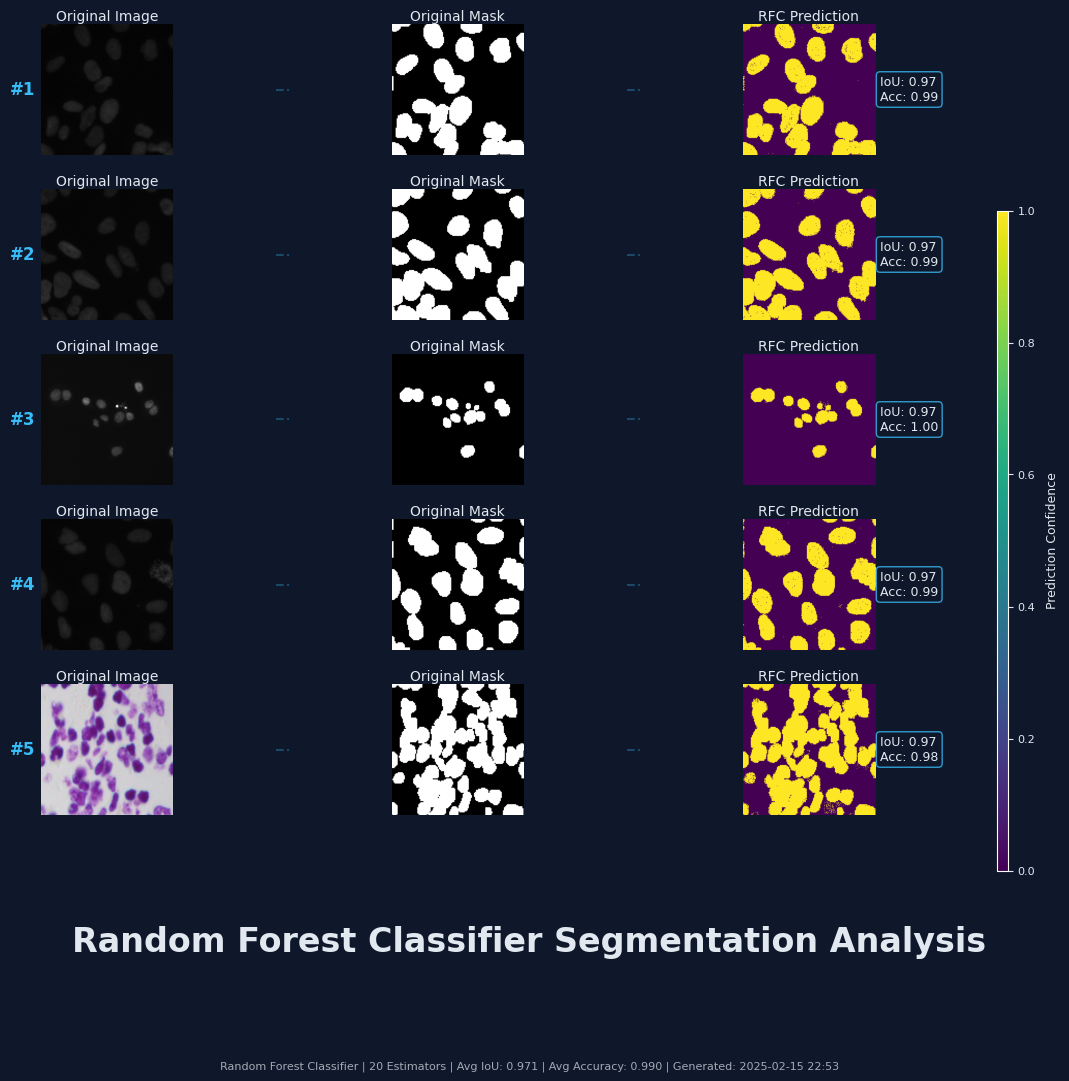 Original Image Original Mask RFC Prediction
#1
IoU: 0.97
Acc: 0.99
Original Image Original Mask RFC Prediction
#2
IoU: 0.97
Acc: 0.99
Original Image Original Mask RFC Prediction
#3
IoU: 0.97
Acc: 1.00
Original Image Original Mask RFC Prediction
#4
IoU: 0.97
Acc: 0.99
Original Image Original Mask RFC Prediction
#5
IoU: 0.97
Acc: 0.98
1.0
0.8
0.6
0.4
0.2
0.0
Prediction Confidence
Random Forest Classifier Segmentation Analysis
Random Forest Classifier | 20 Estimators | Avg IoU: 0.971 | Avg Accuracy: 0.990 | Generated: 2025-02-15 22:53